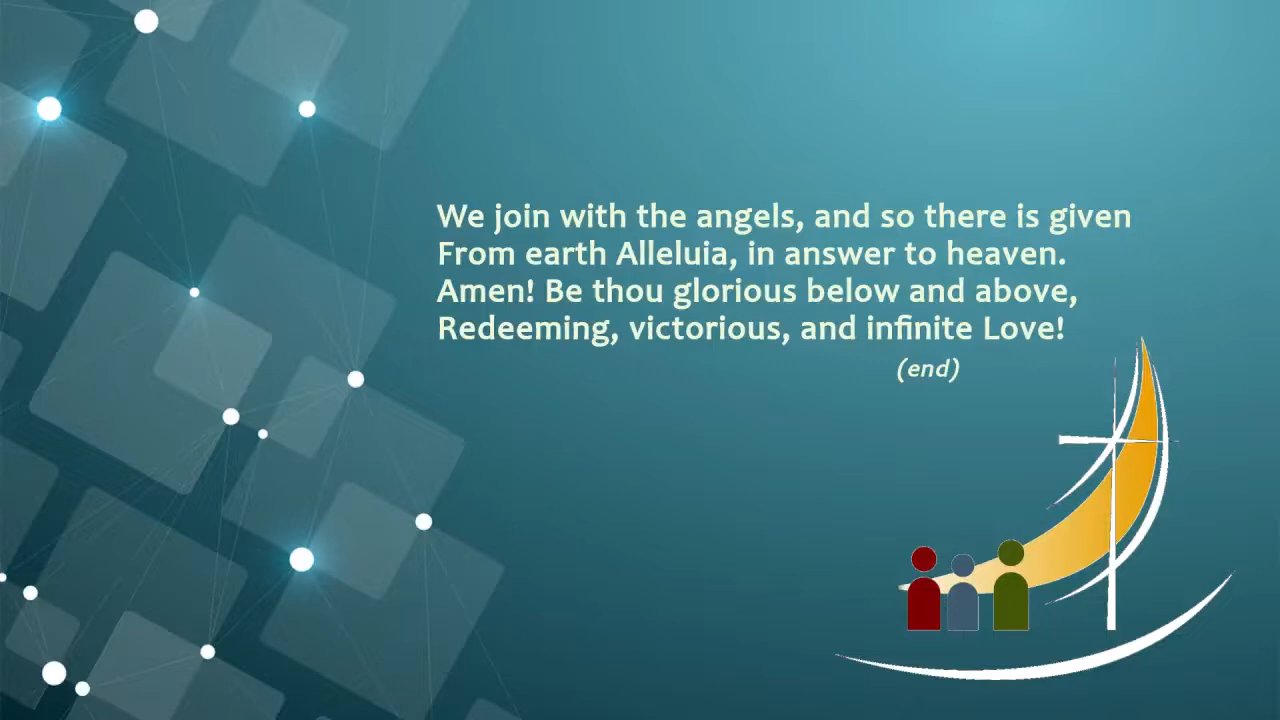 We join with the angels, and so there is given
From earth Alleluia, in answer to heaven.
Amen! Be thou glorious below and above,
Redeeming, victorious, and infinite Love!
(end)